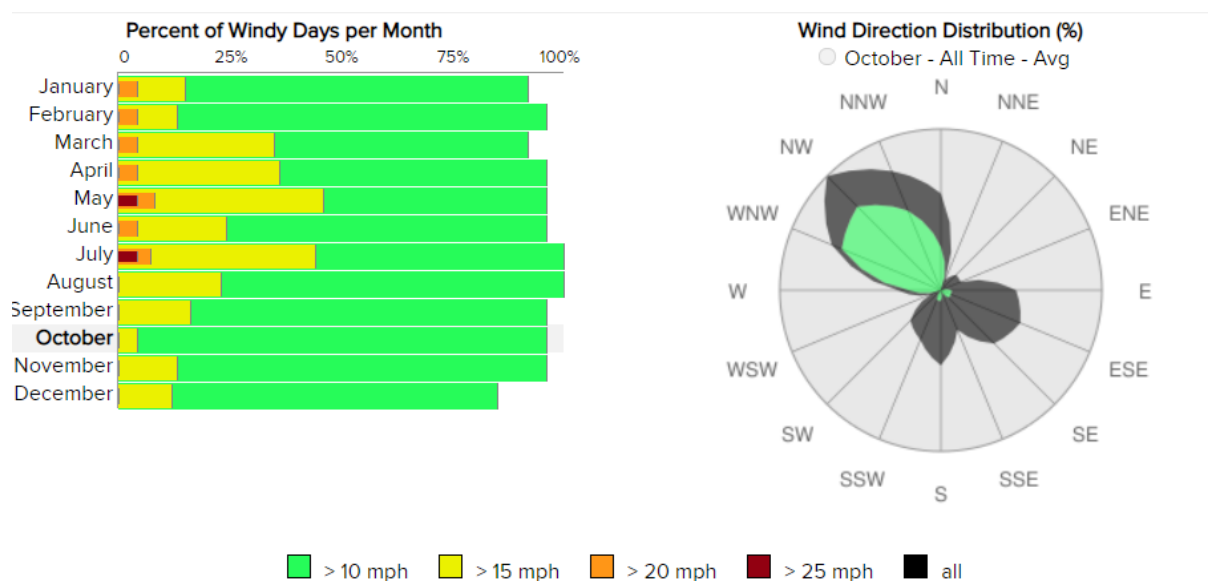 Percent of Windy Days per Month
0 25% 50% 75% 100%
January
February
March
April
May
June
July
August
September
October
November
December
Wind Direction Distribution (%)
October - All Time - Avg
N
NNE
NE
ENE
E
ESE
SE
SSE
S
SSW
SW
WSW
W
WNW
NW
NNW
> 10 mph > 15 mph > 20 mph > 25 mph all